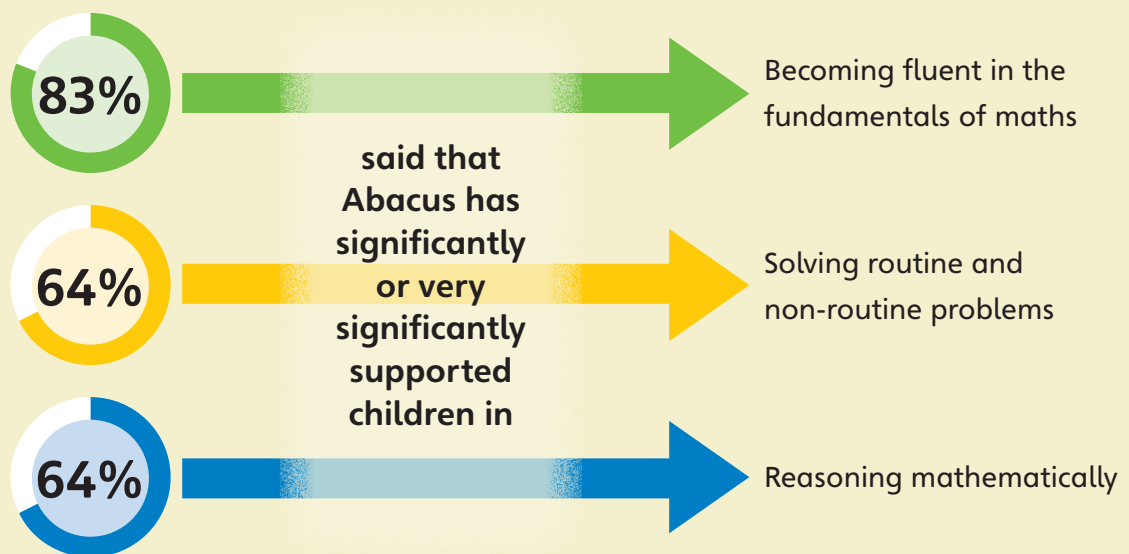 83%
Becoming fluent in the
fundamentals of maths
said that
Abacus has
significantly
or very
significantly
supported
children in
64%
Solving routine and
non-routine problems
64%
Reasoning mathematically